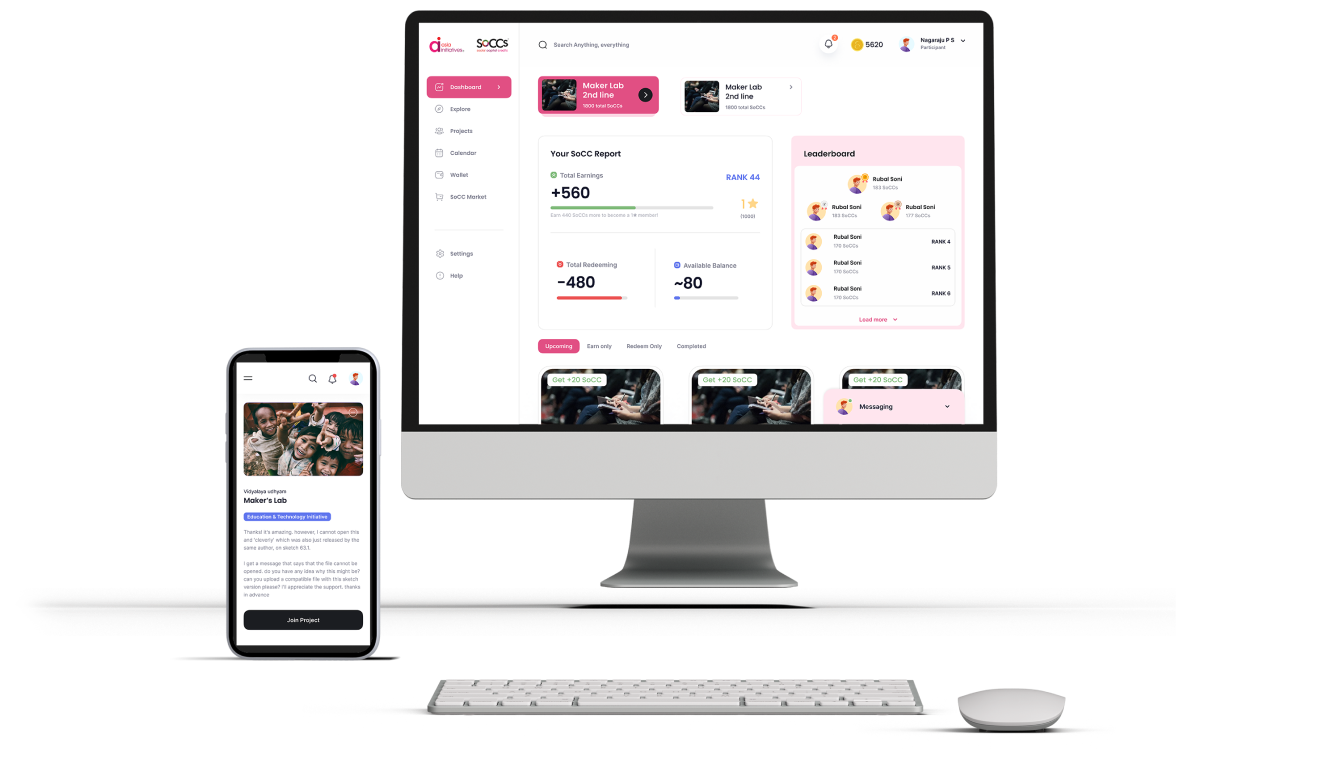 asia
initiatives
SoCCs
social capital credits
Search Anything, everything
2
5620
Nagaraju P S
Participant
Dashboard
Explore
Projects
Calendar
Wallet
SoCC Market
Settings
Help
Maker Lab
2nd line
1600 total SoCCs
Maker Lab
2nd line
1600 total SoCCs
Your SoCC Report
Total Earnings
RANK 44
+560
Earn 440 SoCCs more to become a 1★ member!
1
(1000)
Total Redeeming
-480
Available Balance
~80
Leaderboard
Rubal Soni
183 SoCCs
Rubal Soni
183 SoCCs
Rubal Soni
177 SoCCs
Rubal Soni
170 SoCCs
RANK 4
Rubal Soni
170 SoCCs
RANK 5
Rubal Soni
170 SoCCs
RANK 6
Load more
Upcoming
Earn only
Redeem Only
Completed
Get +20 SoCC
Get +20 SoCC
Get +20 SoCC
Messaging
Vidyalaya udhyam
Maker's Lab
Education & Technology Initiative
Thanks! it's amazing, however, I cannot open this
and 'cleverly' which was also just released by the
same author, on sketch 63.1.
I get a message that says that the file cannot be
opened. do you have any idea why this might be?
can you upload a compatible file with this sketch
version please? I'll appreciate the support, thanks
in advance
Join Project